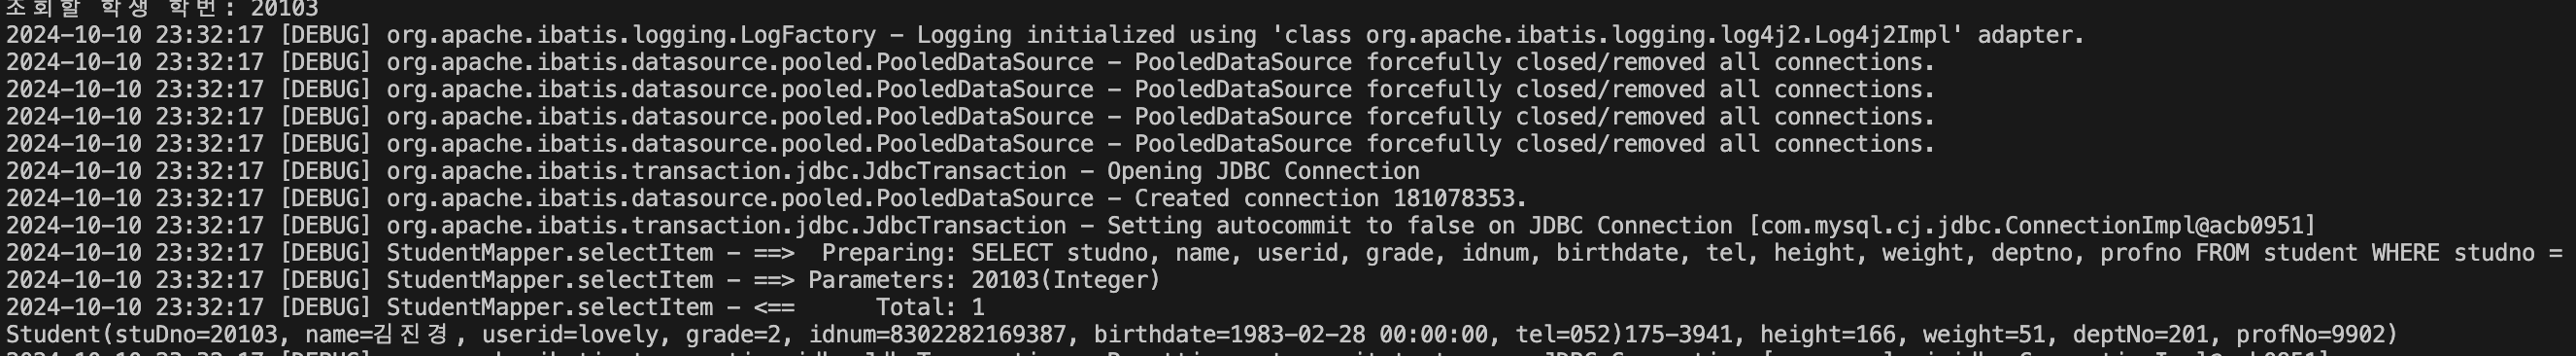 조회할 학생 학번: 20103
2024-10-10 23:32:17 [DEBUG] org.apache.ibatis.logging.LogFactory - Logging initialized using 'class org.apache.ibatis.logging.log4j2.Log4j2Impl' adapter.
2024-10-10 23:32:17 [DEBUG] org.apache.ibatis.datasource.pooled.PooledDataSource - PooledDataSource forcefully closed/removed all connections.
2024-10-10 23:32:17 [DEBUG] org.apache.ibatis.datasource.pooled.PooledDataSource - PooledDataSource forcefully closed/removed all connections.
2024-10-10 23:32:17 [DEBUG] org.apache.ibatis.datasource.pooled.PooledDataSource - PooledDataSource forcefully closed/removed all connections.
2024-10-10 23:32:17 [DEBUG] org.apache.ibatis.datasource.pooled.PooledDataSource - PooledDataSource forcefully closed/removed all connections.
2024-10-10 23:32:17 [DEBUG] org.apache.ibatis.transaction.jdbc.JdbcTransaction - Opening JDBC Connection
2024-10-10 23:32:17 [DEBUG] org.apache.ibatis.datasource.pooled.PooledDataSource - Created connection 181078353.
2024-10-10 23:32:17 [DEBUG] org.apache.ibatis.transaction.jdbc.JdbcTransaction - Setting autocommit to false on JDBC Connection [com.mysql.cj.jdbc.ConnectionImpl@acb0951]
2024-10-10 23:32:17 [DEBUG] StudentMapper.selectItem - ==>  Preparing: SELECT studno, name, userid, grade, idnum, birthdate, tel, height, weight, deptno, profno FROM student WHERE studno =
2024-10-10 23:32:17 [DEBUG] StudentMapper.selectItem - ==> Parameters: 20103(Integer)
2024-10-10 23:32:17 [DEBUG] StudentMapper.selectItem - <==      Total: 1
Student(stuDno=20103, name=김진경, userid=lovely, grade=2, idnum=8302282169387, birthdate=1983-02-28 00:00:00, tel=052)175-3941, height=166, weight=51, deptNo=201, profNo=9902)